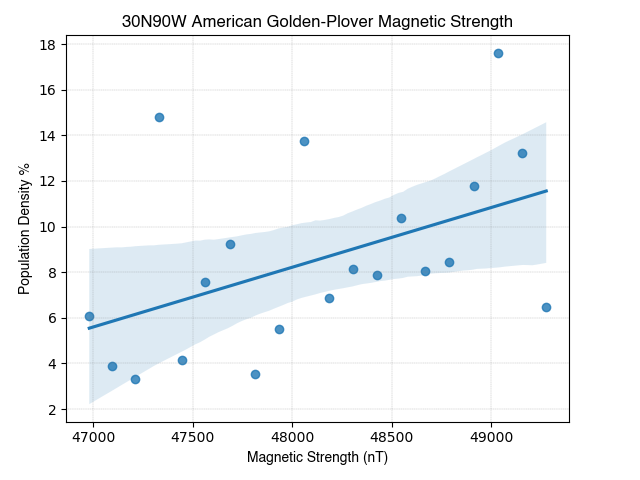 30N90W American Golden-Plover Magnetic Strength
18
16
14
12
10
8
6
4
2
Population Density %
47000 47500 48000 48500 49000
Magnetic Strength (nT)